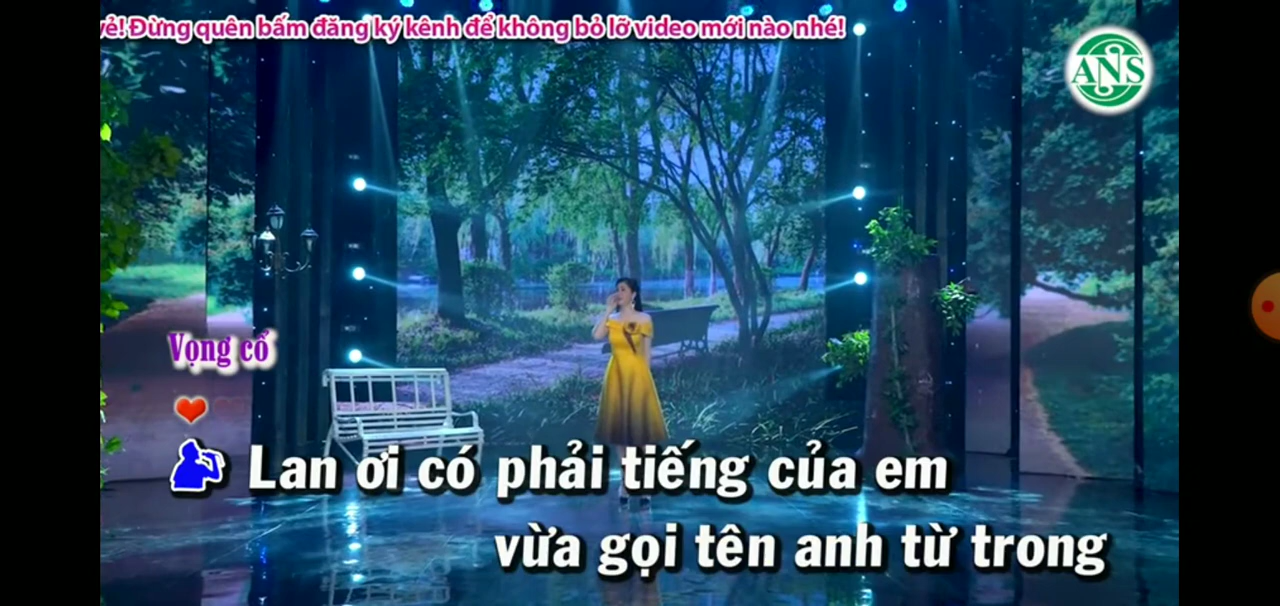 vẻ! Đừng quên bấm đăng ký kênh để không bỏ lỡ video mới nào nhé!
ANS
Vọng cổ
Lan ơi có phải tiếng của em
vừa gọi tên anh từ trong